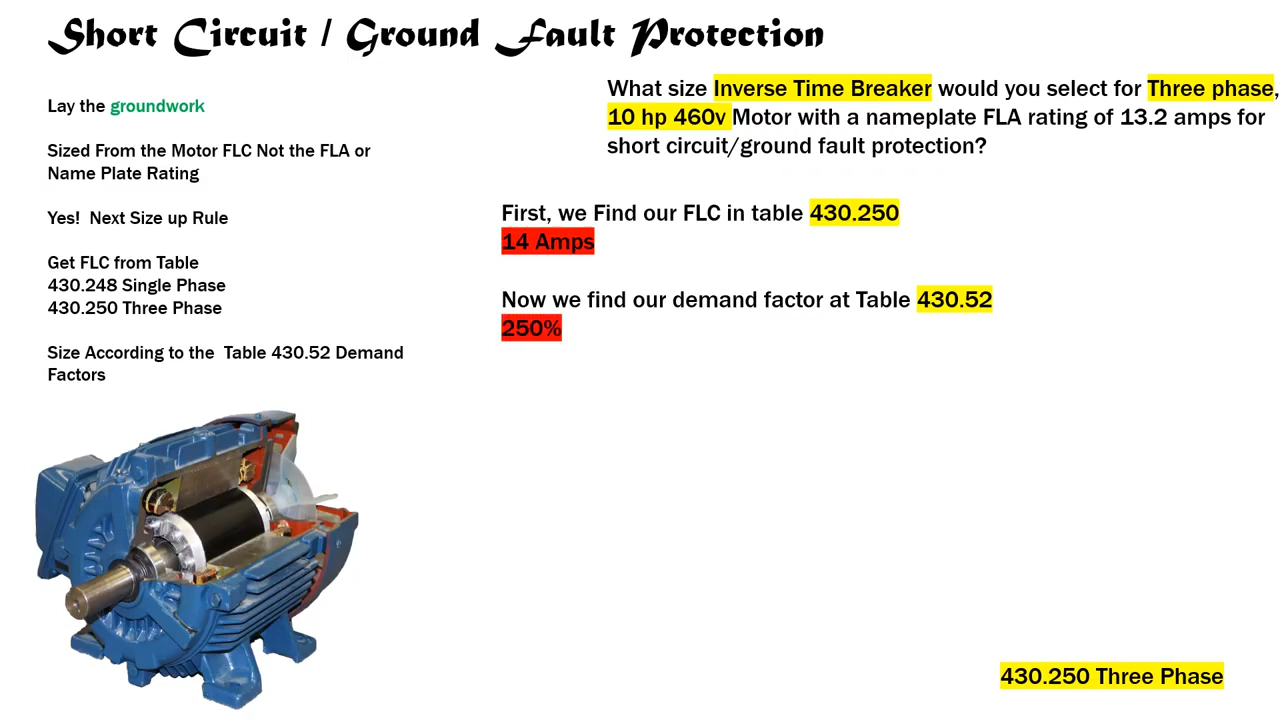 Short Circuit / Ground Fault Protection
Lay the groundwork
Sized From the Motor FLC Not the FLA or
Name Plate Rating
Yes!  Next Size up Rule
Get FLC from Table
430.248 Single Phase
430.250 Three Phase
Size According to the  Table 430.52 Demand
Factors
What size Inverse Time Breaker would you select for Three phase,
10 hp 460v Motor with a nameplate FLA rating of 13.2 amps for
short circuit/ground fault protection?
First, we Find our FLC in table 430.250
14 Amps
Now we find our demand factor at Table 430.52
250%
430.250 Three Phase